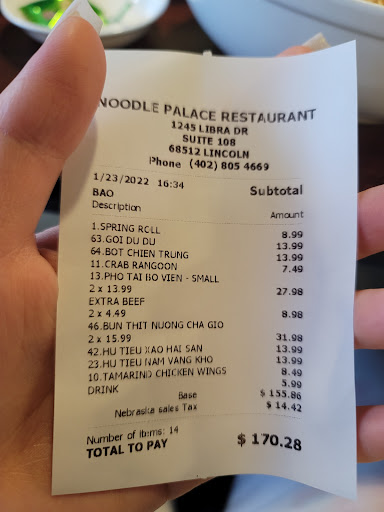 NOODLE PALACE RESTAURANT
1245 LIBRA DR
SUITE 108
68512 LINCOLN
Phone (402) 805 4669
1/23/2022 16:34 Subtotal
BAO
Description Amount
1.SPRING ROLL 8.99
63.GOI DU DU 13.99
64.BOT CHIEN TRUNG 13.99
11.CRAB RANGOON 7.49
13.PHO TAI BO VIEN - SMALL
2 x 13.99 27.98
EXTRA BEEF
2 x 4.49 8.98
46.BUN THIT NUONG CHA GIO
2 x 15.99 31.98
42.HU TIEU XAO HAI SAN 13.99
23.HU TIEU NAM VANG KHO 13.99
10.TAMARIND CHICKEN WINGS 8.49
DRINK 5.99
Base $ 155.86
Nebraska sales Tax $ 14.42
Number of items: 14
TOTAL TO PAY $ 170.28